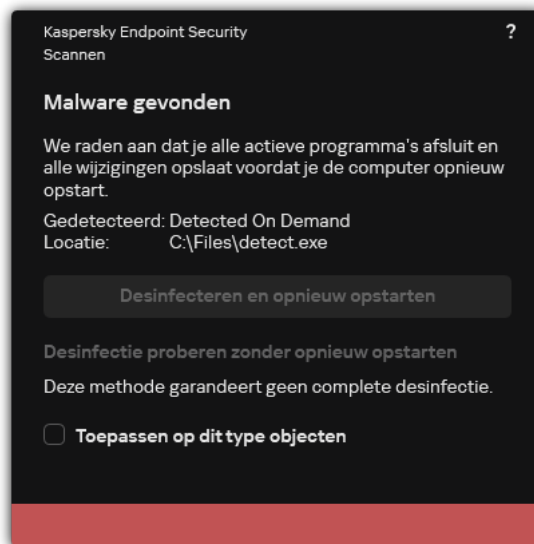 Kaspersky Endpoint Security
?
Scannen
Malware gevonden
We raden aan dat je alle actieve programma's afsluit en
alle wijzigingen opslaat voordat je de computer opnieuw
opstart.
Gedetecteerd: Detected On Demand
Locatie: C:\Files\detect.exe
Desinfecteren en opnieuw opstarten
Desinfectie proberen zonder opnieuw opstarten
Deze methode garandeert geen complete desinfectie.
Toepassen op dit type objecten